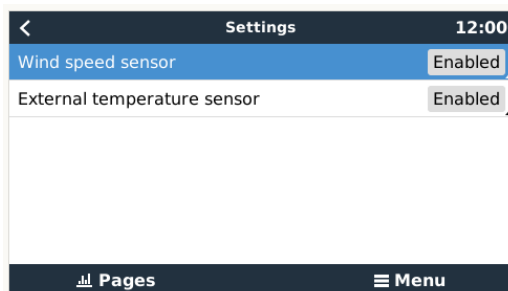 Settings 12:00
Wind speed sensor Enabled
External temperature sensor Enabled
Pages Menu